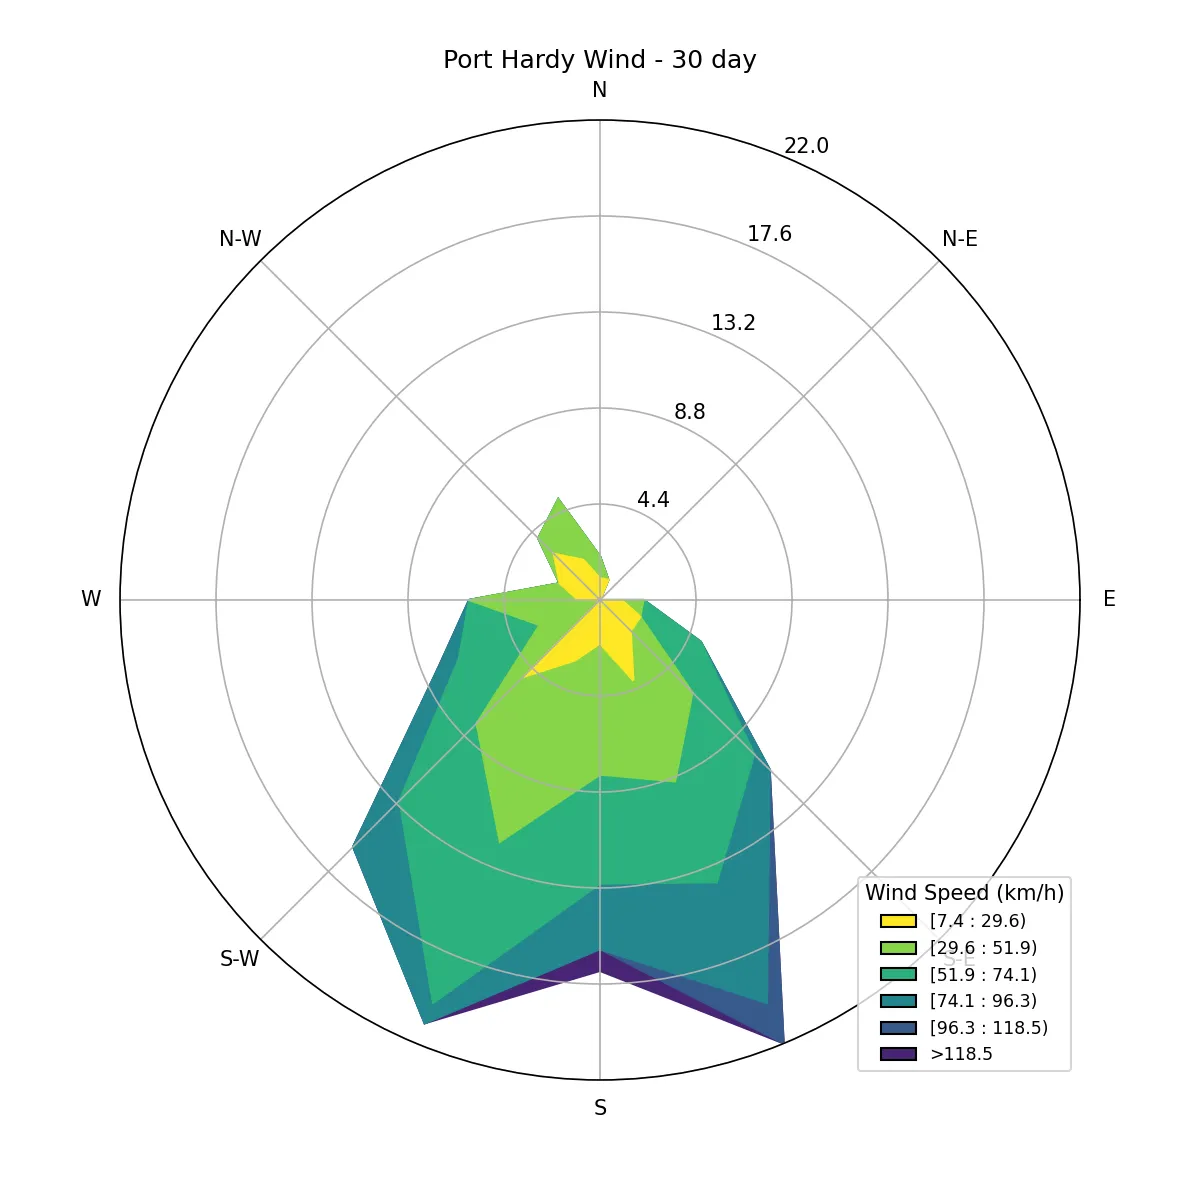 Port Hardy Wind - 30 day
N
22.0
N-W
17.6
N-E
13.2
8.8
4.4
W
E
Wind Speed (km/h)
[7.4 : 29.6)
[29.6 : 51.9)
S-W
S-E
[51.9 : 74.1)
[74.1 : 96.3)
[96.3 : 118.5)
>118.5
S